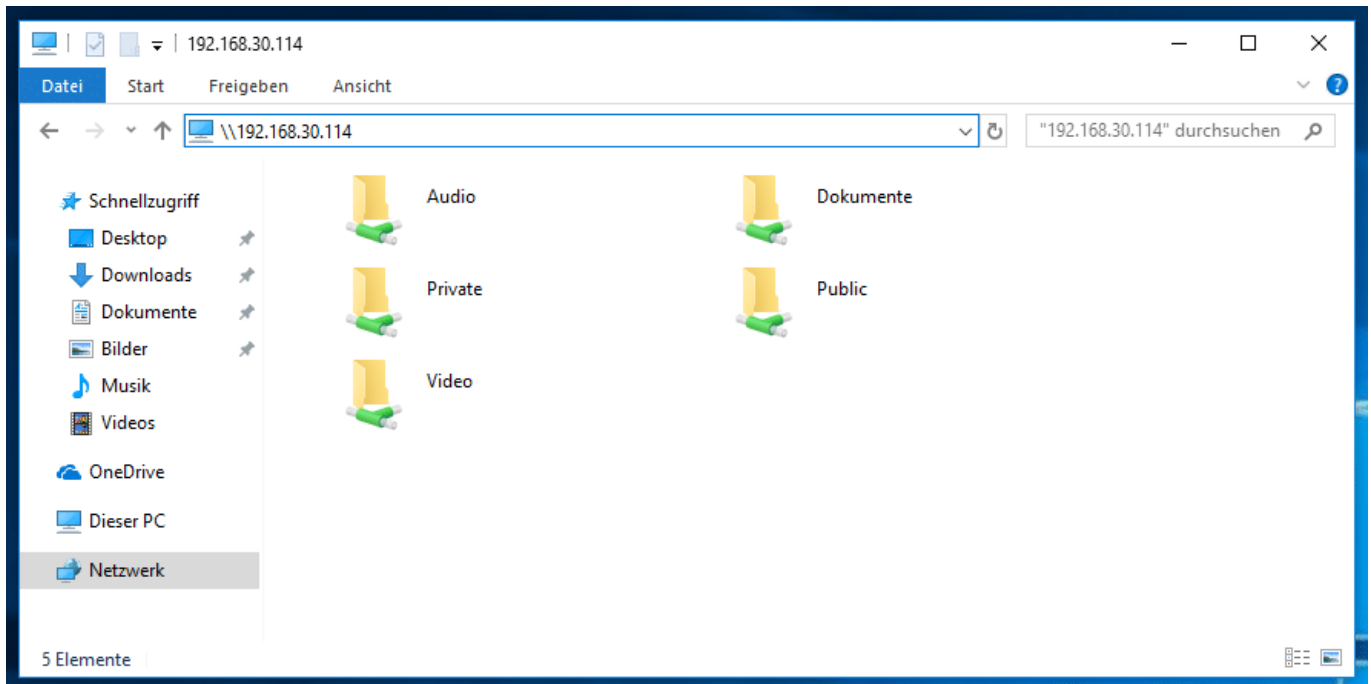 192.168.30.114
Datei Start Freigeben Ansicht ?
\\192.168.30.114
"192.168.30.114" durchsuchen
Schnellzugriff
Desktop
Downloads
Dokumente
Bilder
Musik
Videos
OneDrive
Dieser PC
Netzwerk
Audio Dokumente
Private Public
Video
5 Elemente